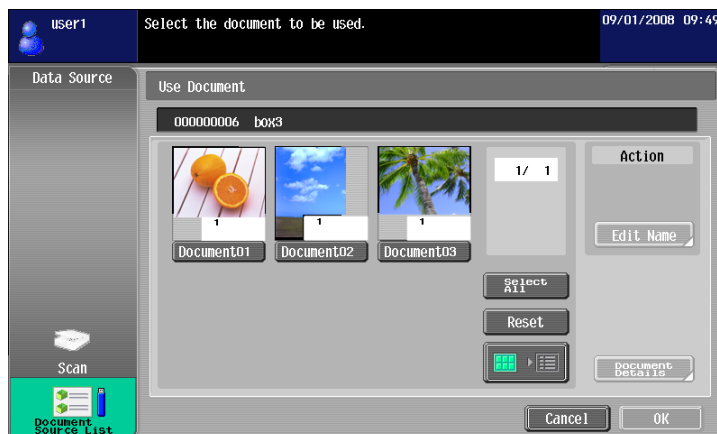 user1
Select the document to be used.
09/01/2008 09:49
Data Source
Use Document
000000006 box3
1
1
1
1/ 1
Action
Document01
Document02
Document03
Edit Name
Select
All
Reset
Scan
Document
Details
Document
Source List
Cancel
OK